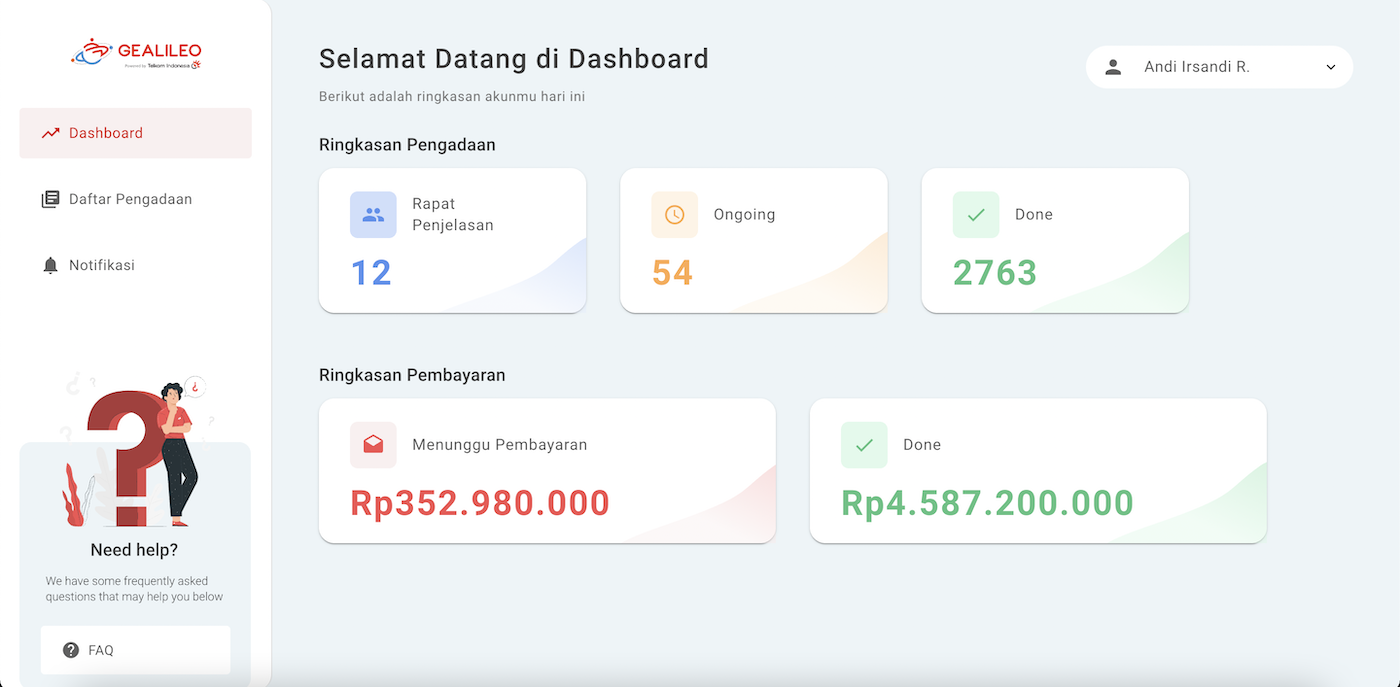 GEALILEO
Powered by Telkom Indonesia
Dashboard
Daftar Pengadaan
Notifikasi
Need help?
We have some frequently asked
questions that may help you below
FAQ
Selamat Datang di Dashboard
Berikut adalah ringkasan akunmu hari ini
Andi Irsandi R.
Ringkasan Pengadaan
Rapat
Penjelasan
12
Ongoing
54
Done
2763
Ringkasan Pembayaran
Menunggu Pembayaran
Rp352.980.000
Done
Rp4.587.200.000